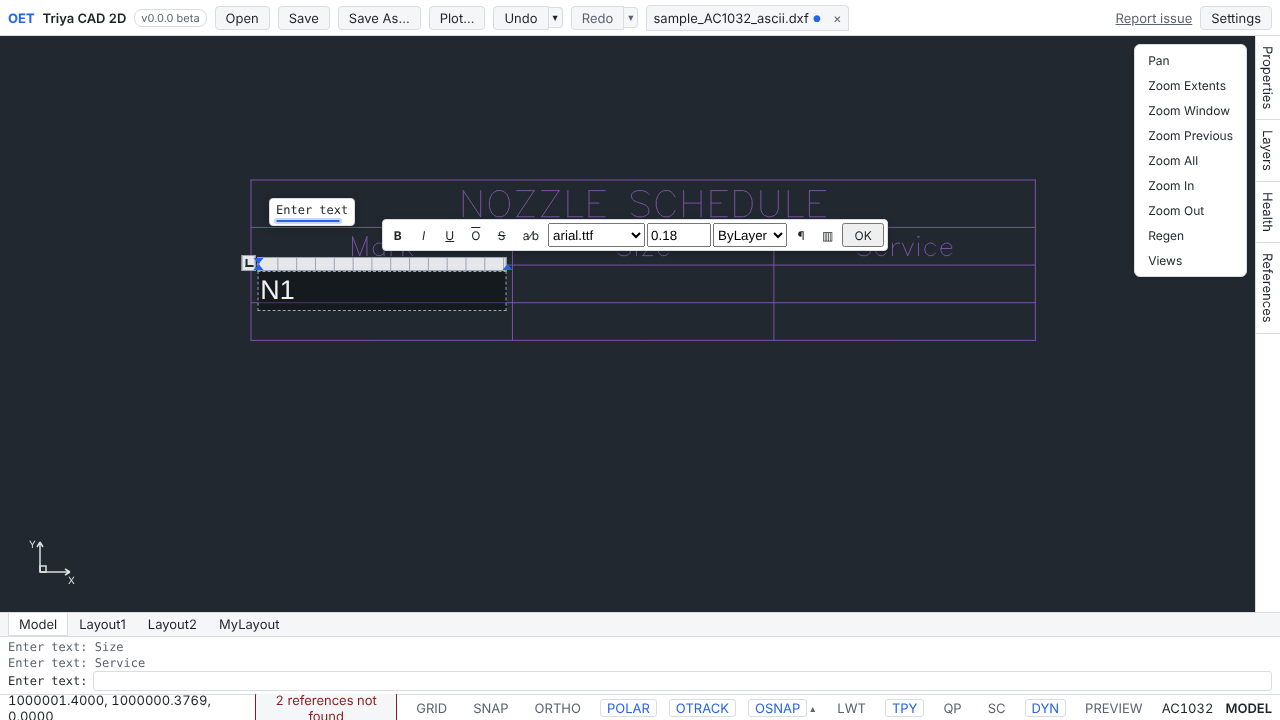 OET Triya CAD 2D v0.0.0 beta Open Save Save As... Plot... Undo ▾ Redo ▾ sample_AC1032_ascii.dxf × Report issue Settings
Pan
Zoom Extents
Zoom Window
Zoom Previous
Zoom All
Zoom In
Zoom Out
Regen
Views
Properties
Layers
Health
References
NOZZLE SCHEDULE
Enter text
B I U O S a/b arial.ttf 0.18 ByLayer ¶ OK
Mark Size Service
N1
Y
X
Model Layout1 Layout2 MyLayout
Enter text: Size
Enter text: Service
Enter text:
1000001.4000, 1000000.3769, 0.0000
2 references not found
GRID SNAP ORTHO POLAR OTRACK OSNAP ▴ LWT TPY QP SC DYN PREVIEW AC1032 MODEL